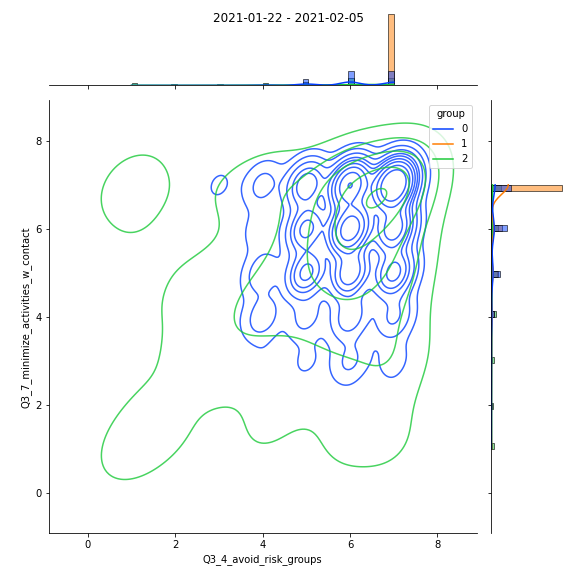 2021-01-22 - 2021-02-05
group
0
1
2
8
6
4
2
0
Q3_7_minimize_activities_w_contact
0 2 4 6 8
Q3_4_avoid_risk_groups